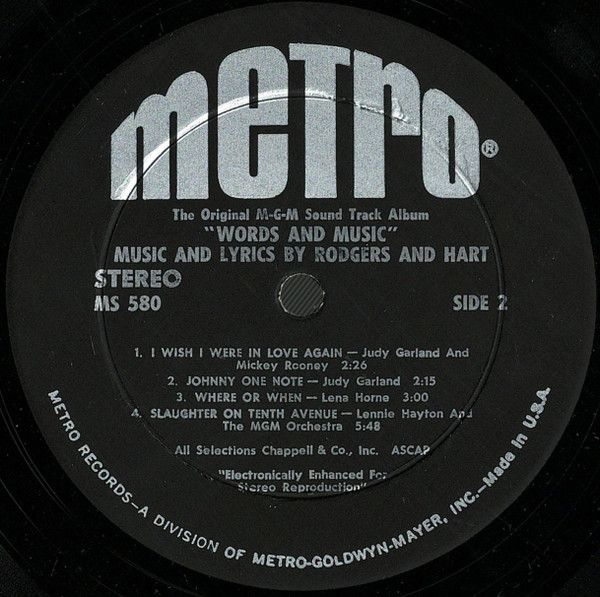 metro®
The Original M-G-M Sound Track Album
"WORDS AND MUSIC"
MUSIC AND LYRICS BY RODGERS AND HART
STEREO
MS 580
SIDE 2
1. I WISH I WERE IN LOVE AGAIN — Judy Garland And
Mickey Rooney 2:26
2. JOHNNY ONE NOTE — Judy Garland 2:15
3. WHERE OR WHEN — Lena Horne 3:00
4. SLAUGHTER ON TENTH AVENUE — Lennie Hayton And
The MGM Orchestra 5:48
All Selections Chappell & Co., Inc. ASCAP
"Electronically Enhanced For
Stereo Reproduction"
METRO RECORDS—A DIVISION OF METRO-GOLDWYN-MAYER, INC.—Made in U.S.A.